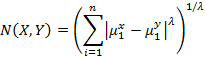 N(X,Y) = (∑_{i=1}^{n} |μ_1^x − μ_1^y|^λ)^{1/λ}